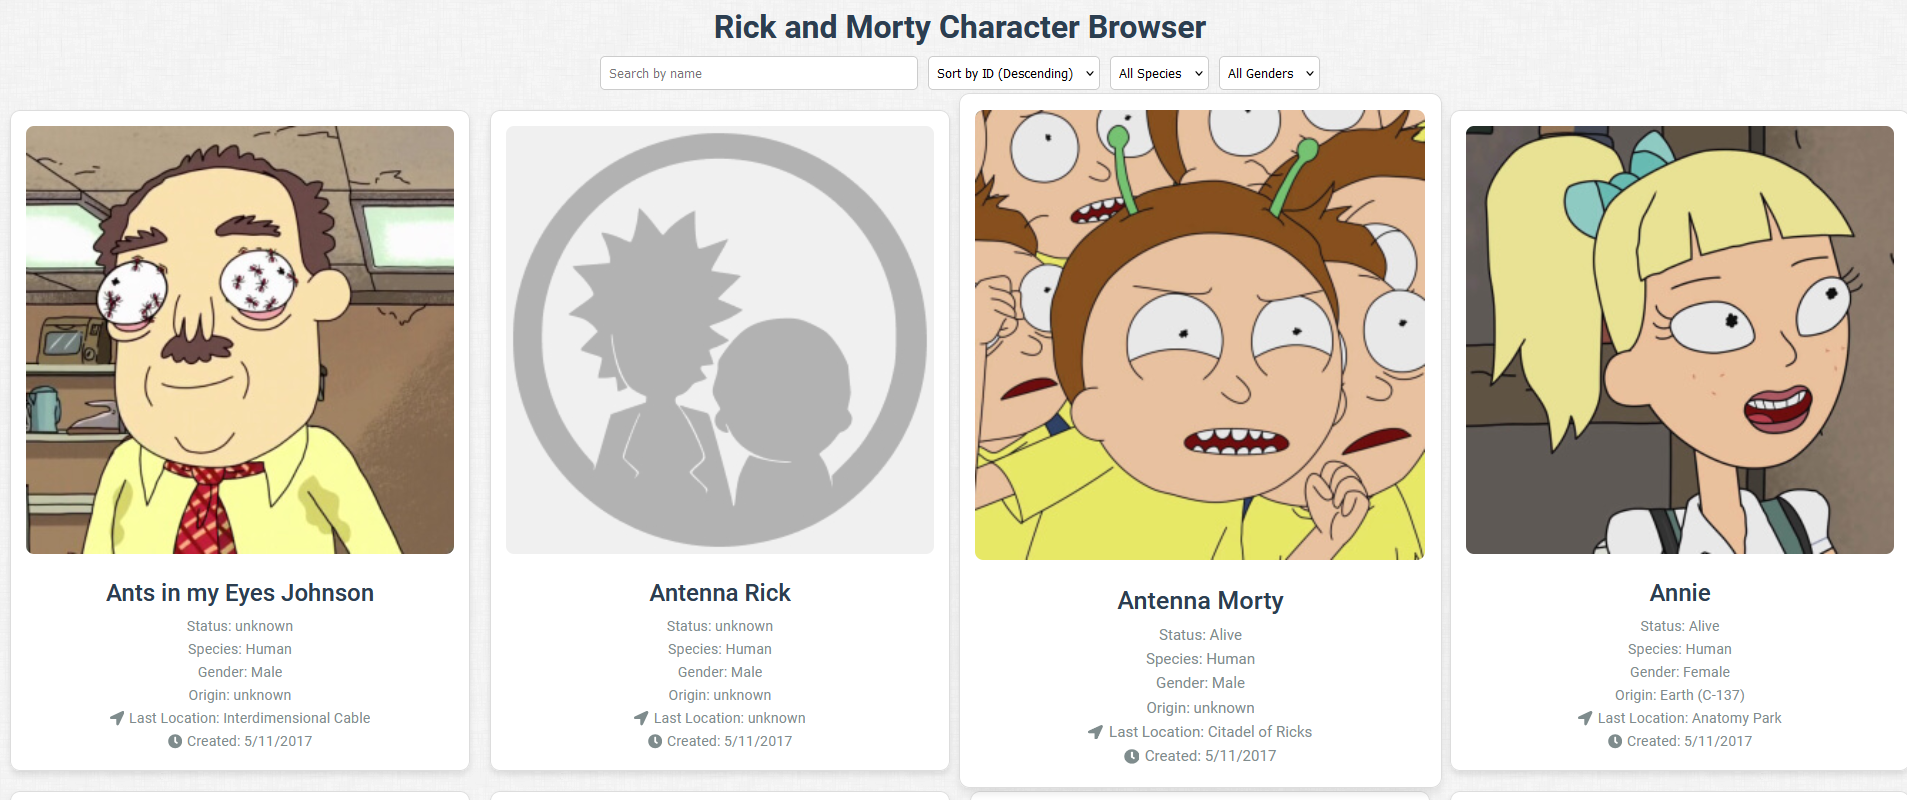 Rick and Morty Character Browser
Search by name
Sort by ID (Descending)
All Species
All Genders
Ants in my Eyes Johnson
Status: unknown
Species: Human
Gender: Male
Origin: unknown
Last Location: Interdimensional Cable
Created: 5/11/2017
Antenna Rick
Status: unknown
Species: Human
Gender: Male
Origin: unknown
Last Location: unknown
Created: 5/11/2017
Antenna Morty
Status: Alive
Species: Human
Gender: Male
Origin: unknown
Last Location: Citadel of Ricks
Created: 5/11/2017
Annie
Status: Alive
Species: Human
Gender: Female
Origin: Earth (C-137)
Last Location: Anatomy Park
Created: 5/11/2017